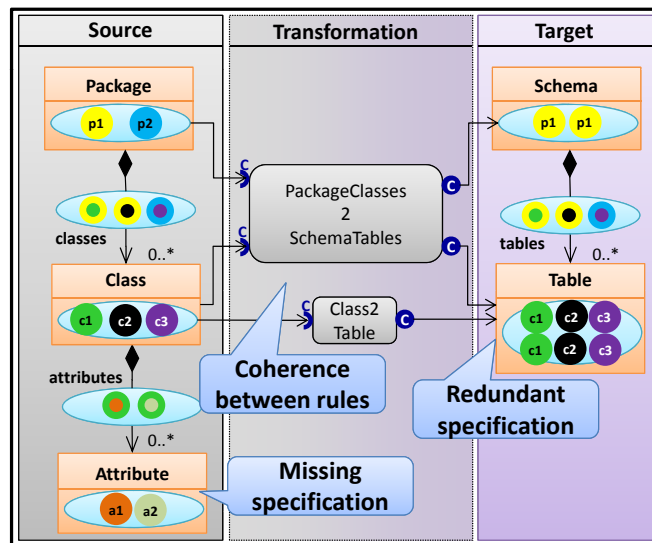 Source
Transformation
Target
Package
p1
p2
classes
0..*
Class
c1
c2
c3
attributes
0..*
Attribute
a1
a2
C
C
C
C
PackageClasses
2
SchemaTables
C
Class2
Table
C
Coherence
between rules
Missing
specification
Schema
p1
p1
tables
0..*
Table
c1
c2
c3
c1
c2
c3
Redundant
specification